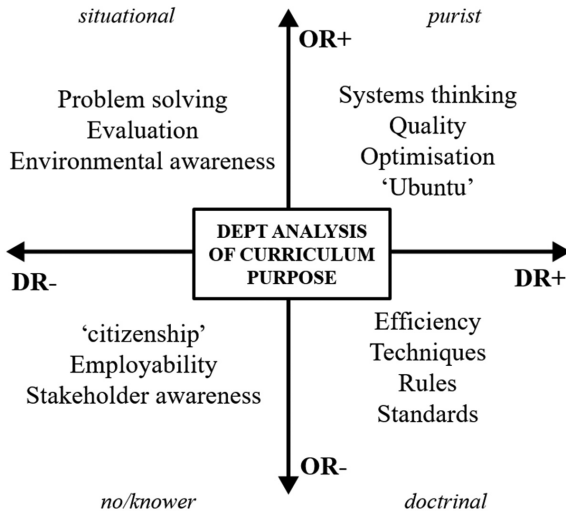 situational
purist
OR+
Problem solving
Evaluation
Environmental awareness
Systems thinking
Quality
Optimisation
‘Ubuntu’
DEPT ANALYSIS
OF CURRICULUM
PURPOSE
DR-
DR+
‘citizenship’
Employability
Stakeholder awareness
Efficiency
Techniques
Rules
Standards
OR-
no/knower
doctrinal